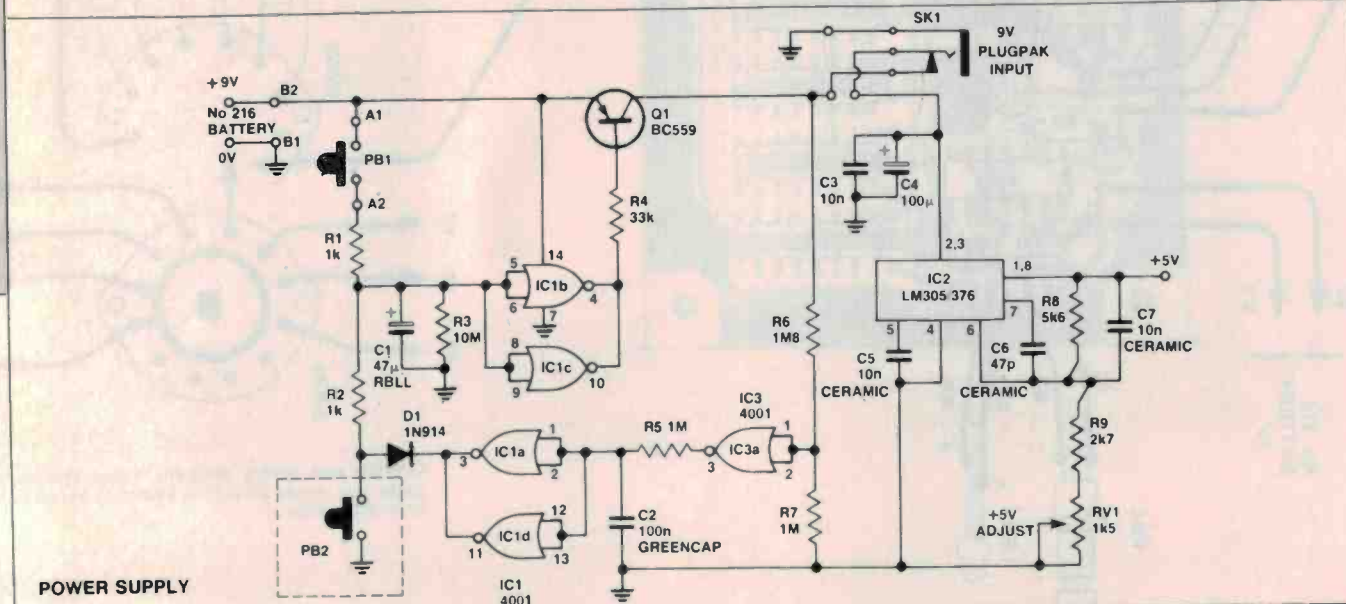 SK1
9V
PLUGPAK
INPUT
+9V
B2
No 216
BATTERY
B1
0V
A1
PB1
A2
Q1
BC559
R4
33k
C3
10n
+
C4
100µ
R1
1k
2,3
1,8
+5V
IC2
LM305/376
5
4
6
7
R8
5k6
C7
10n
CERAMIC
14
5
6
IC1b
4
7
+
C1
47µ
RBLL
R3
10M
8
9
IC1c
10
R6
1M8
C5
10n
CERAMIC
C6
47p
CERAMIC
R2
1k
D1
1N914
3
IC1a
1
2
R5 1M
IC3
4001
3
IC3a
1
2
R9
2k7
11
IC1d
12
13
C2
100n
GREENCAP
R7
1M
+5V
ADJUST
RV1
1k5
PB2
IC1
4001
POWER SUPPLY